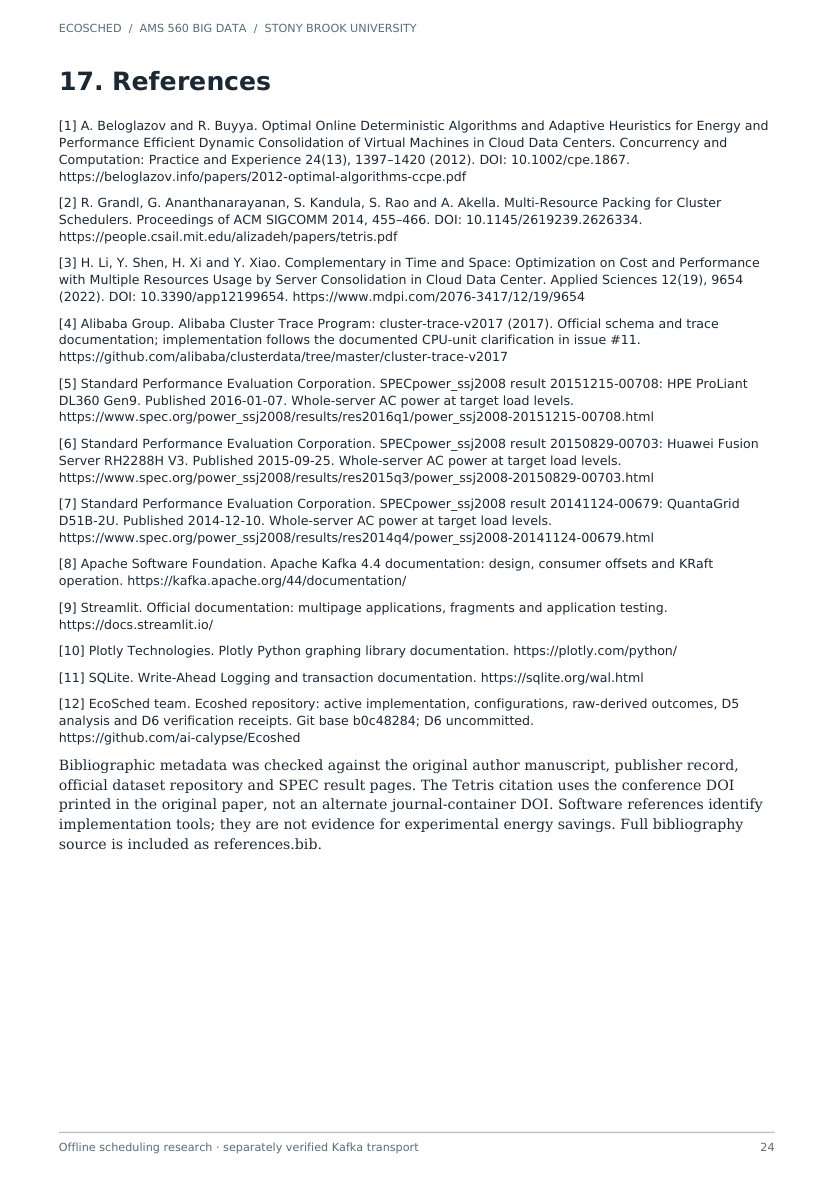 ECOSCHED / AMS 560 BIG DATA / STONY BROOK UNIVERSITY
17. References
[1] A. Beloglazov and R. Buyya. Optimal Online Deterministic Algorithms and Adaptive Heuristics for Energy and
Performance Efficient Dynamic Consolidation of Virtual Machines in Cloud Data Centers. Concurrency and
Computation: Practice and Experience 24(13), 1397–1420 (2012). DOI: 10.1002/cpe.1867.
https://beloglazov.info/papers/2012-optimal-algorithms-ccpe.pdf
[2] R. Grandl, G. Ananthanarayanan, S. Kandula, S. Rao and A. Akella. Multi-Resource Packing for Cluster
Schedulers. Proceedings of ACM SIGCOMM 2014, 455–466. DOI: 10.1145/2619239.2626334.
https://people.csail.mit.edu/alizadeh/papers/tetris.pdf
[3] H. Li, Y. Shen, H. Xi and Y. Xiao. Complementary in Time and Space: Optimization on Cost and Performance
with Multiple Resources Usage by Server Consolidation in Cloud Data Center. Applied Sciences 12(19), 9654
(2022). DOI: 10.3390/app12199654. https://www.mdpi.com/2076-3417/12/19/9654
[4] Alibaba Group. Alibaba Cluster Trace Program: cluster-trace-v2017 (2017). Official schema and trace
documentation; implementation follows the documented CPU-unit clarification in issue #11.
https://github.com/alibaba/clusterdata/tree/master/cluster-trace-v2017
[5] Standard Performance Evaluation Corporation. SPECpower_ssj2008 result 20151215-00708: HPE ProLiant
DL360 Gen9. Published 2016-01-07. Whole-server AC power at target load levels.
https://www.spec.org/power_ssj2008/results/res2016q1/power_ssj2008-20151215-00708.html
[6] Standard Performance Evaluation Corporation. SPECpower_ssj2008 result 20150829-00703: Huawei Fusion
Server RH2288H V3. Published 2015-09-25. Whole-server AC power at target load levels.
https://www.spec.org/power_ssj2008/results/res2015q3/power_ssj2008-20150829-00703.html
[7] Standard Performance Evaluation Corporation. SPECpower_ssj2008 result 20141124-00679: QuantaGrid
D51B-2U. Published 2014-12-10. Whole-server AC power at target load levels.
https://www.spec.org/power_ssj2008/results/res2014q4/power_ssj2008-20141124-00679.html
[8] Apache Software Foundation. Apache Kafka 4.4 documentation: design, consumer offsets and KRaft
operation. https://kafka.apache.org/44/documentation/
[9] Streamlit. Official documentation: multipage applications, fragments and application testing.
https://docs.streamlit.io/
[10] Plotly Technologies. Plotly Python graphing library documentation. https://plotly.com/python/
[11] SQLite. Write-Ahead Logging and transaction documentation. https://sqlite.org/wal.html
[12] EcoSched team. Ecoshed repository: active implementation, configurations, raw-derived outcomes, D5
analysis and D6 verification receipts. Git base b0c48284; D6 uncommitted.
https://github.com/ai-calypse/Ecoshed
Bibliographic metadata was checked against the original author manuscript, publisher record,
official dataset repository and SPEC result pages. The Tetris citation uses the conference DOI
printed in the original paper, not an alternate journal-container DOI. Software references identify
implementation tools; they are not evidence for experimental energy savings. Full bibliography
source is included as references.bib.
Offline scheduling research · separately verified Kafka transport
24